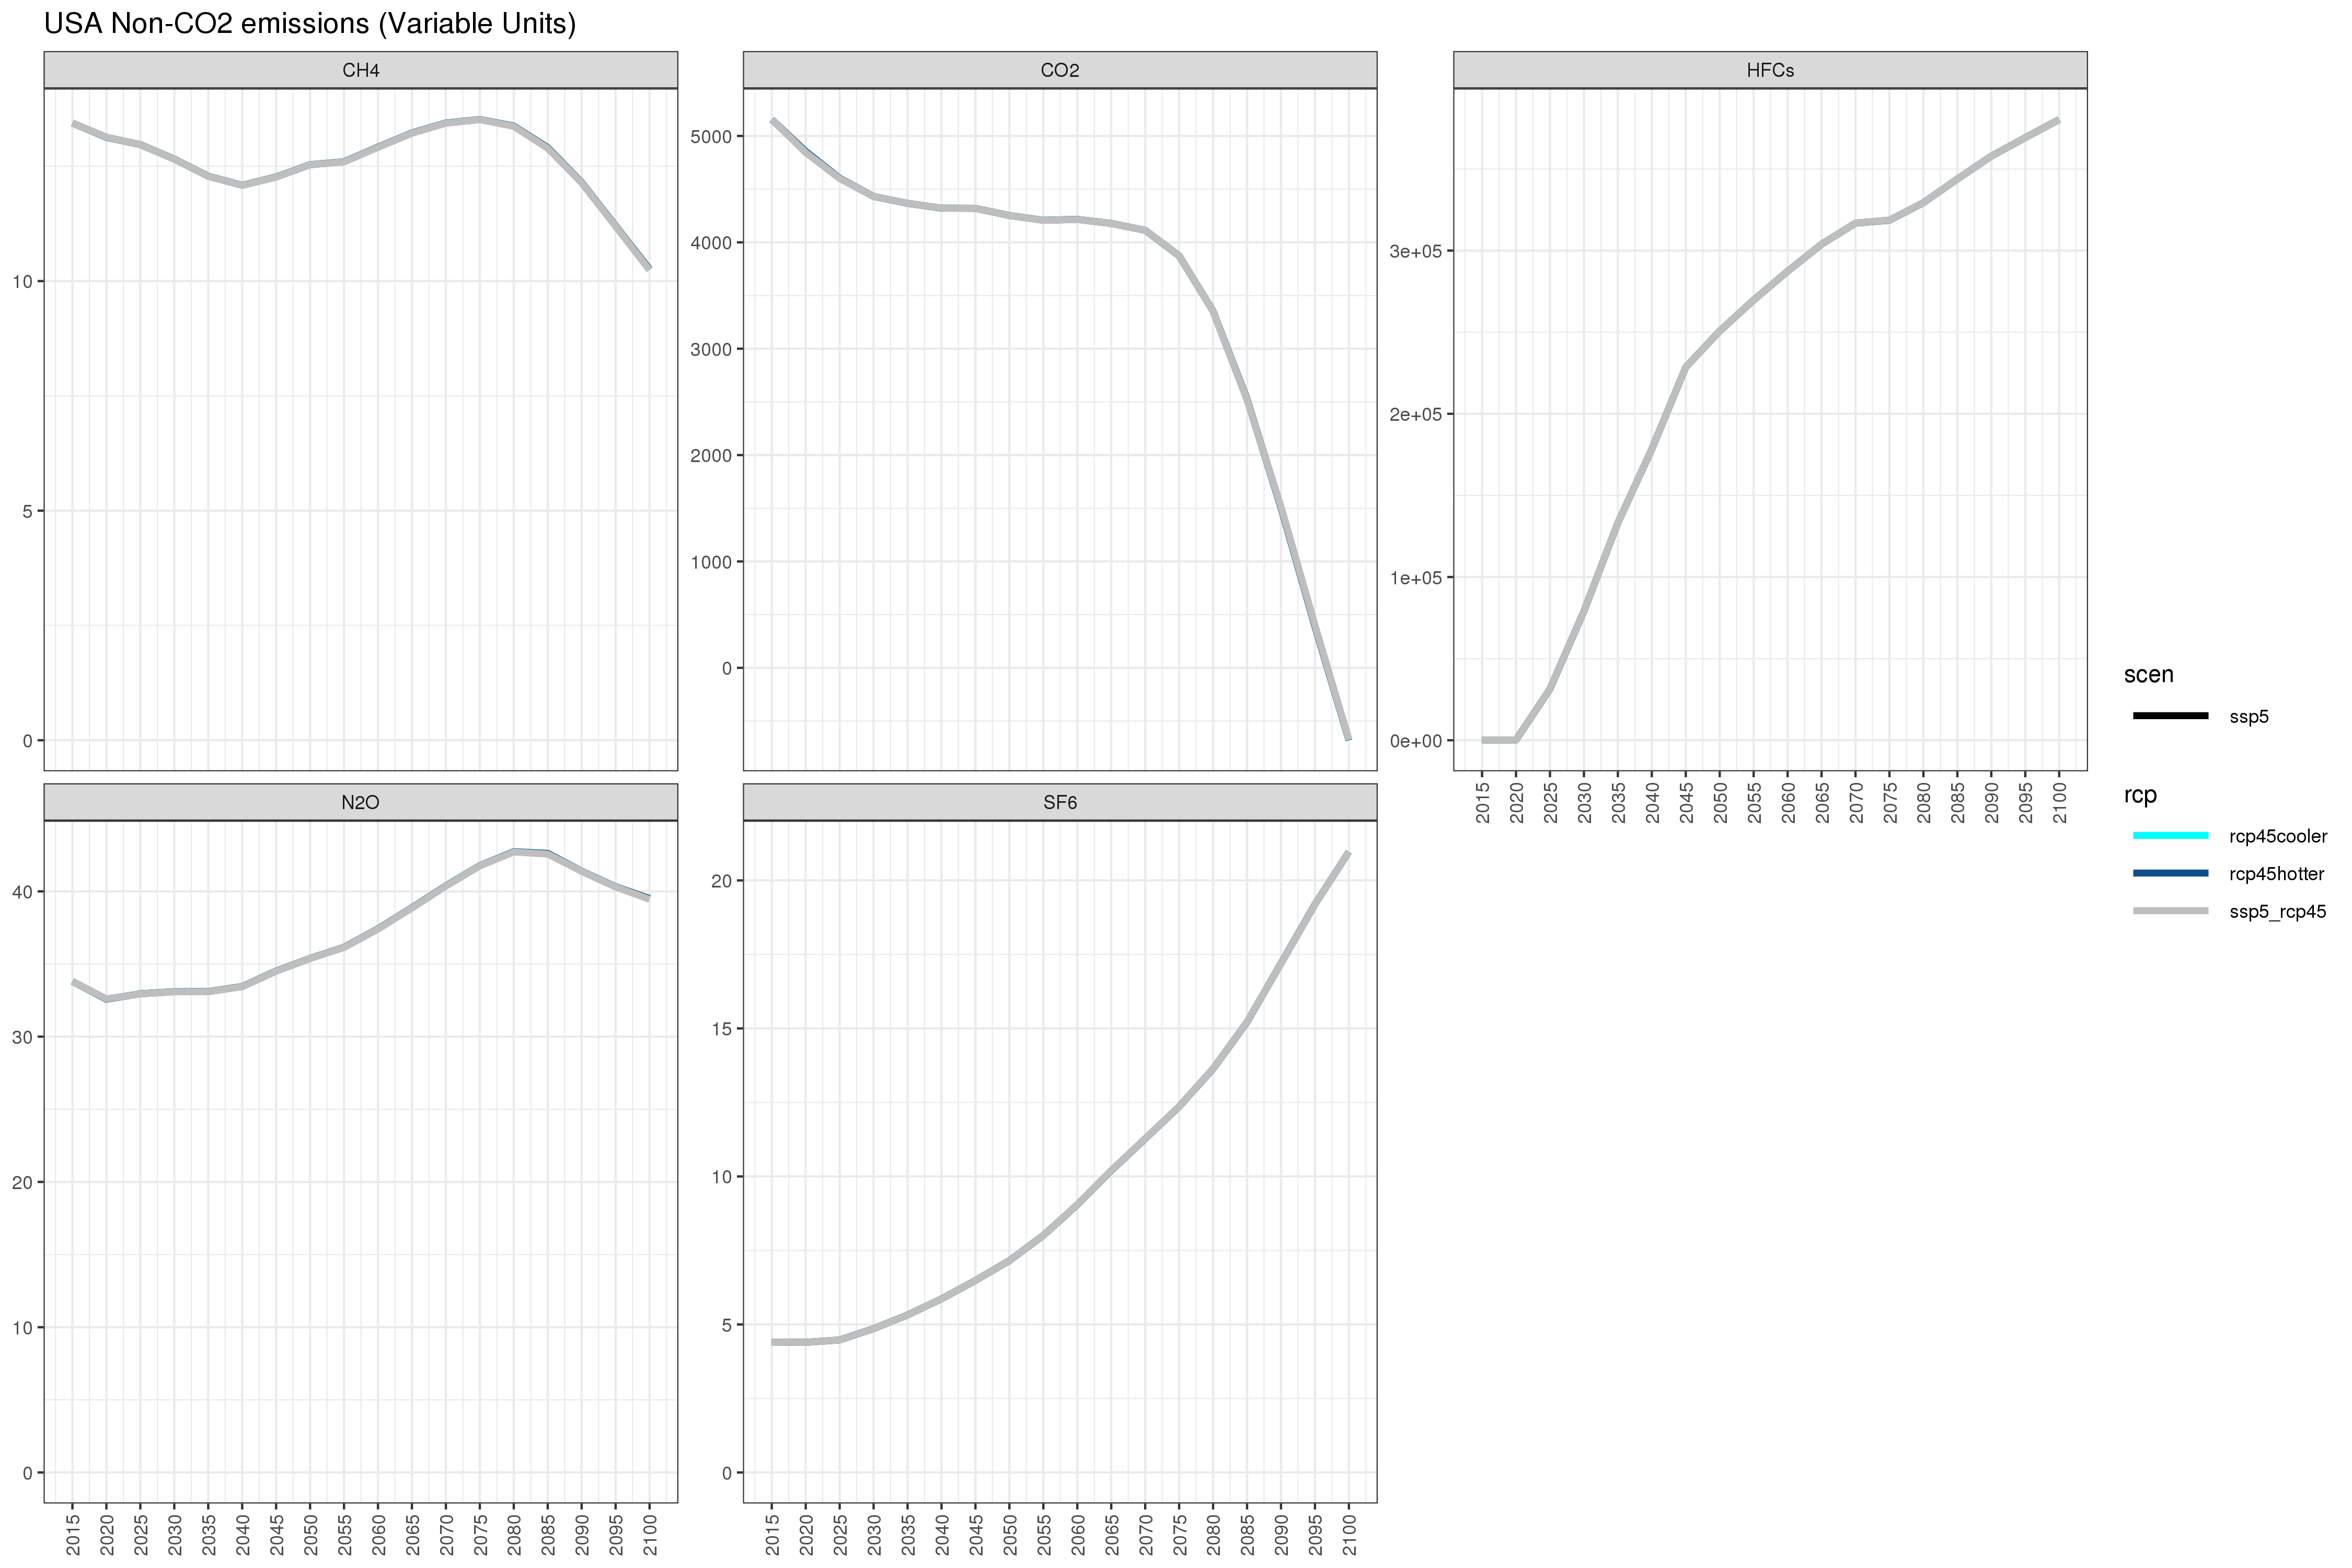 USA Non-CO2 emissions (Variable Units)
CH4
CO2
HFCs
10
5
0
5000
4000
3000
2000
1000
0
3e+05
2e+05
1e+05
0e+00
2015 2020 2025 2030 2035 2040 2045 2050 2055 2060 2065 2070 2075 2080 2085 2090 2095 2100
N2O
SF6
40
30
20
10
0
20
15
10
5
0
2015 2020 2025 2030 2035 2040 2045 2050 2055 2060 2065 2070 2075 2080 2085 2090 2095 2100
2015 2020 2025 2030 2035 2040 2045 2050 2055 2060 2065 2070 2075 2080 2085 2090 2095 2100
scen
ssp5
rcp
rcp45cooler
rcp45hotter
ssp5_rcp45